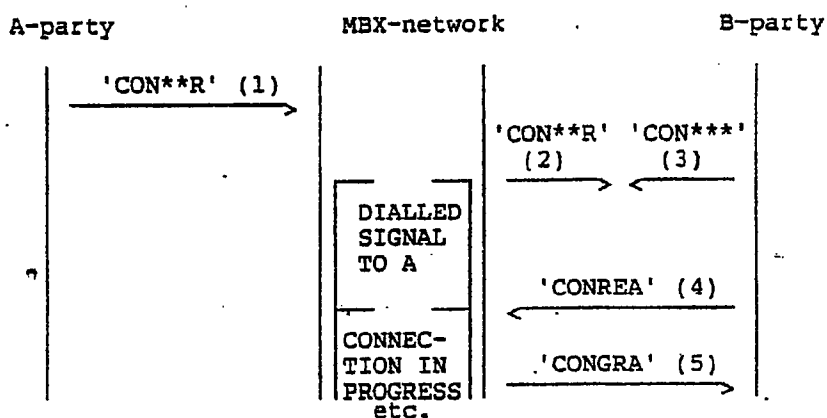 A-party MBX-network B-party
'CON**R' (1)
'CON**R' 'CON***'
(2) (3)
DIALLED
SIGNAL
TO A
'CONREA' (4)
CONNEC-
TION IN
PROGRESS
etc.
'CONGRA' (5)